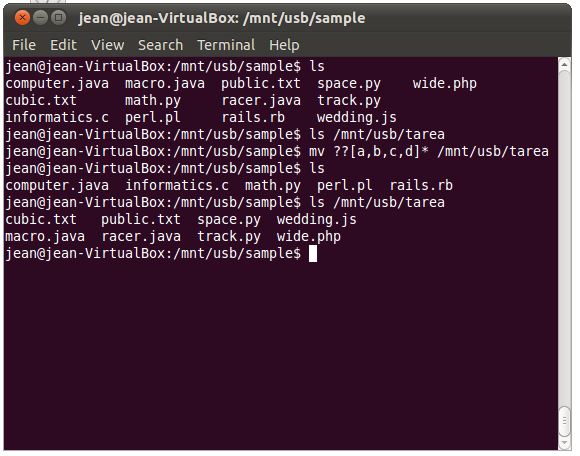 jean@jean-VirtualBox: /mnt/usb/sample
File Edit View Search Terminal Help
jean@jean-VirtualBox:/mnt/usb/sample$ ls
computer.java macro.java public.txt space.py wide.php
cubic.txt math.py racer.java track.py
informatics.c perl.pl rails.rb wedding.js
jean@jean-VirtualBox:/mnt/usb/sample$ ls /mnt/usb/tarea
jean@jean-VirtualBox:/mnt/usb/sample$ mv ??[a,b,c,d]* /mnt/usb/tarea
jean@jean-VirtualBox:/mnt/usb/sample$ ls
computer.java informatics.c math.py perl.pl rails.rb
jean@jean-VirtualBox:/mnt/usb/sample$ ls /mnt/usb/tarea
cubic.txt public.txt space.py wedding.js
macro.java racer.java track.py wide.php
jean@jean-VirtualBox:/mnt/usb/sample$